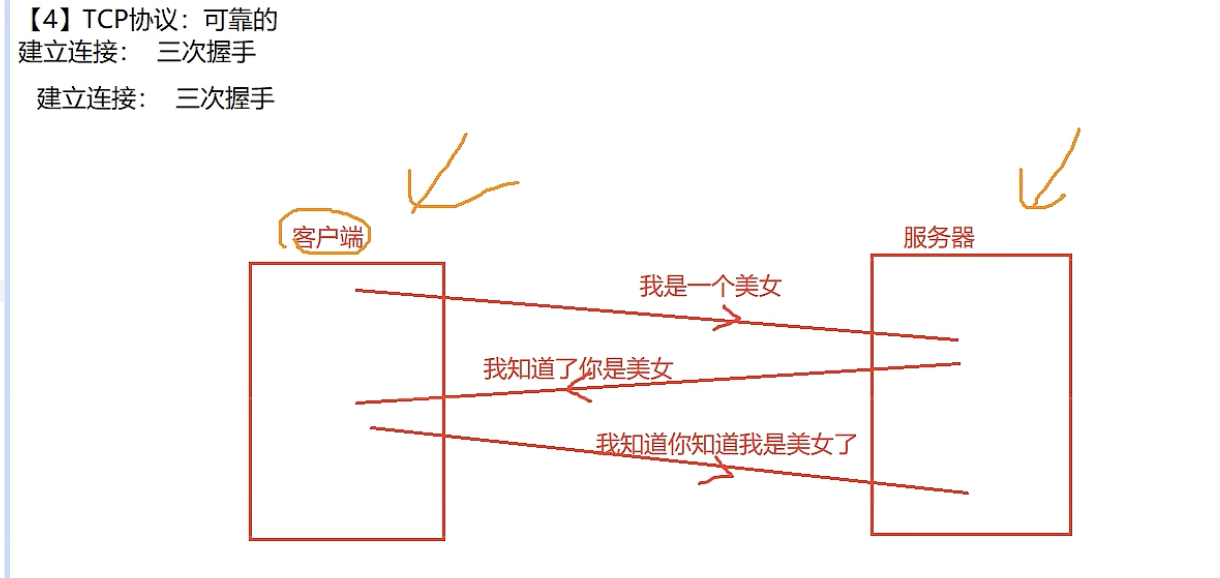 【4】TCP协议：可靠的
建立连接： 三次握手
建立连接： 三次握手
客户端
服务器
我是一个美女
我知道了你是美女
我知道你知道我是美女了